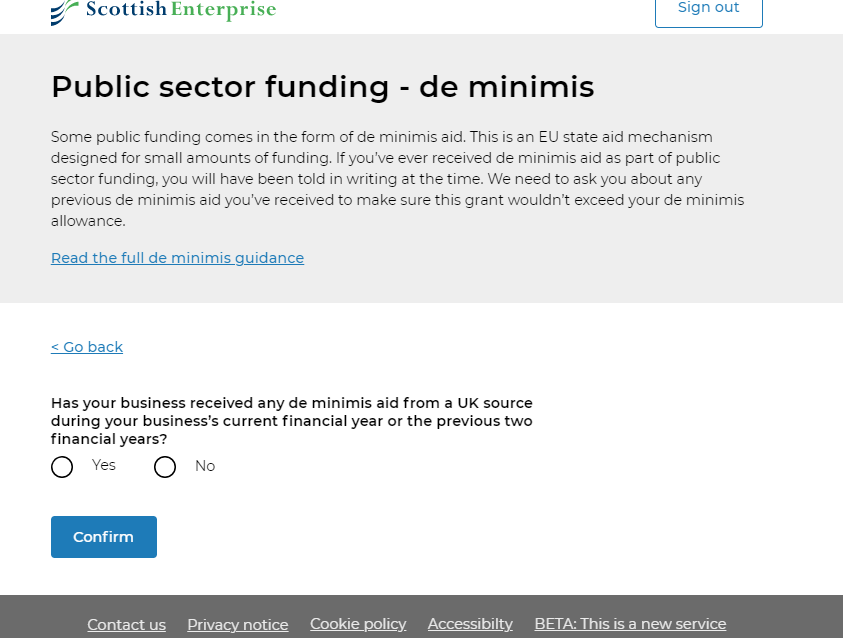 Scottish Enterprise
Sign out
Public sector funding - de minimis
Some public funding comes in the form of de minimis aid. This is an EU state aid mechanism
designed for small amounts of funding. If you’ve ever received de minimis aid as part of public
sector funding, you will have been told in writing at the time. We need to ask you about any
previous de minimis aid you’ve received to make sure this grant wouldn’t exceed your de minimis
allowance.
Read the full de minimis guidance
< Go back
Has your business received any de minimis aid from a UK source
during your business’s current financial year or the previous two
financial years?
Yes No
Confirm
Contact us Privacy notice Cookie policy Accessibilty BETA: This is a new service